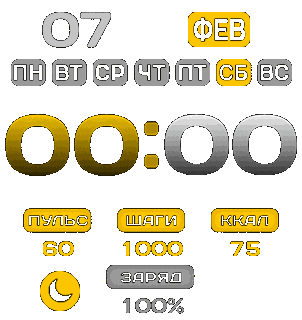 07 ФЕВ
ПН ВТ СР ЧТ ПТ СБ ВС
00:00
ПУЛЬС ШАГИ ККАЛ
60 1000 75
ЗАРЯД
100%